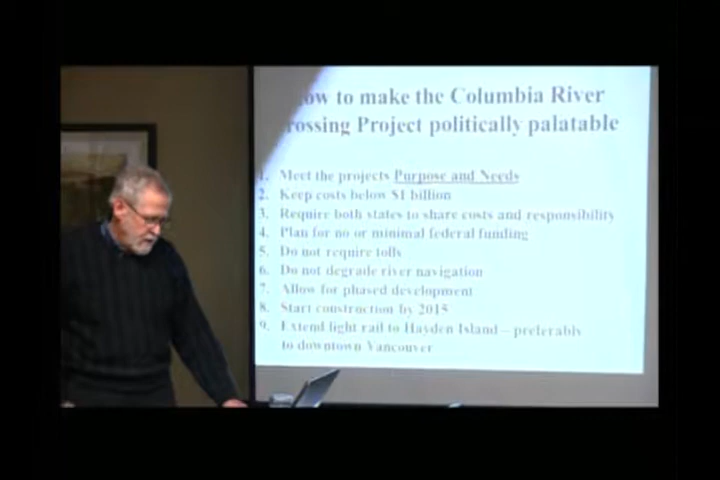 ow to make the Columbia River
rossing Project politically palatable
1. Meet the projects Purpose and Needs
2. Keep costs below $1 billion
3. Require both states to share costs and responsibility
4. Plan for no or minimal federal funding
5. Do not require tolls
6. Do not degrade river navigation
7. Allow for phased development
8. Start construction by 2015
9. Extend light rail to Hayden Island – preferably
to downtown Vancouver